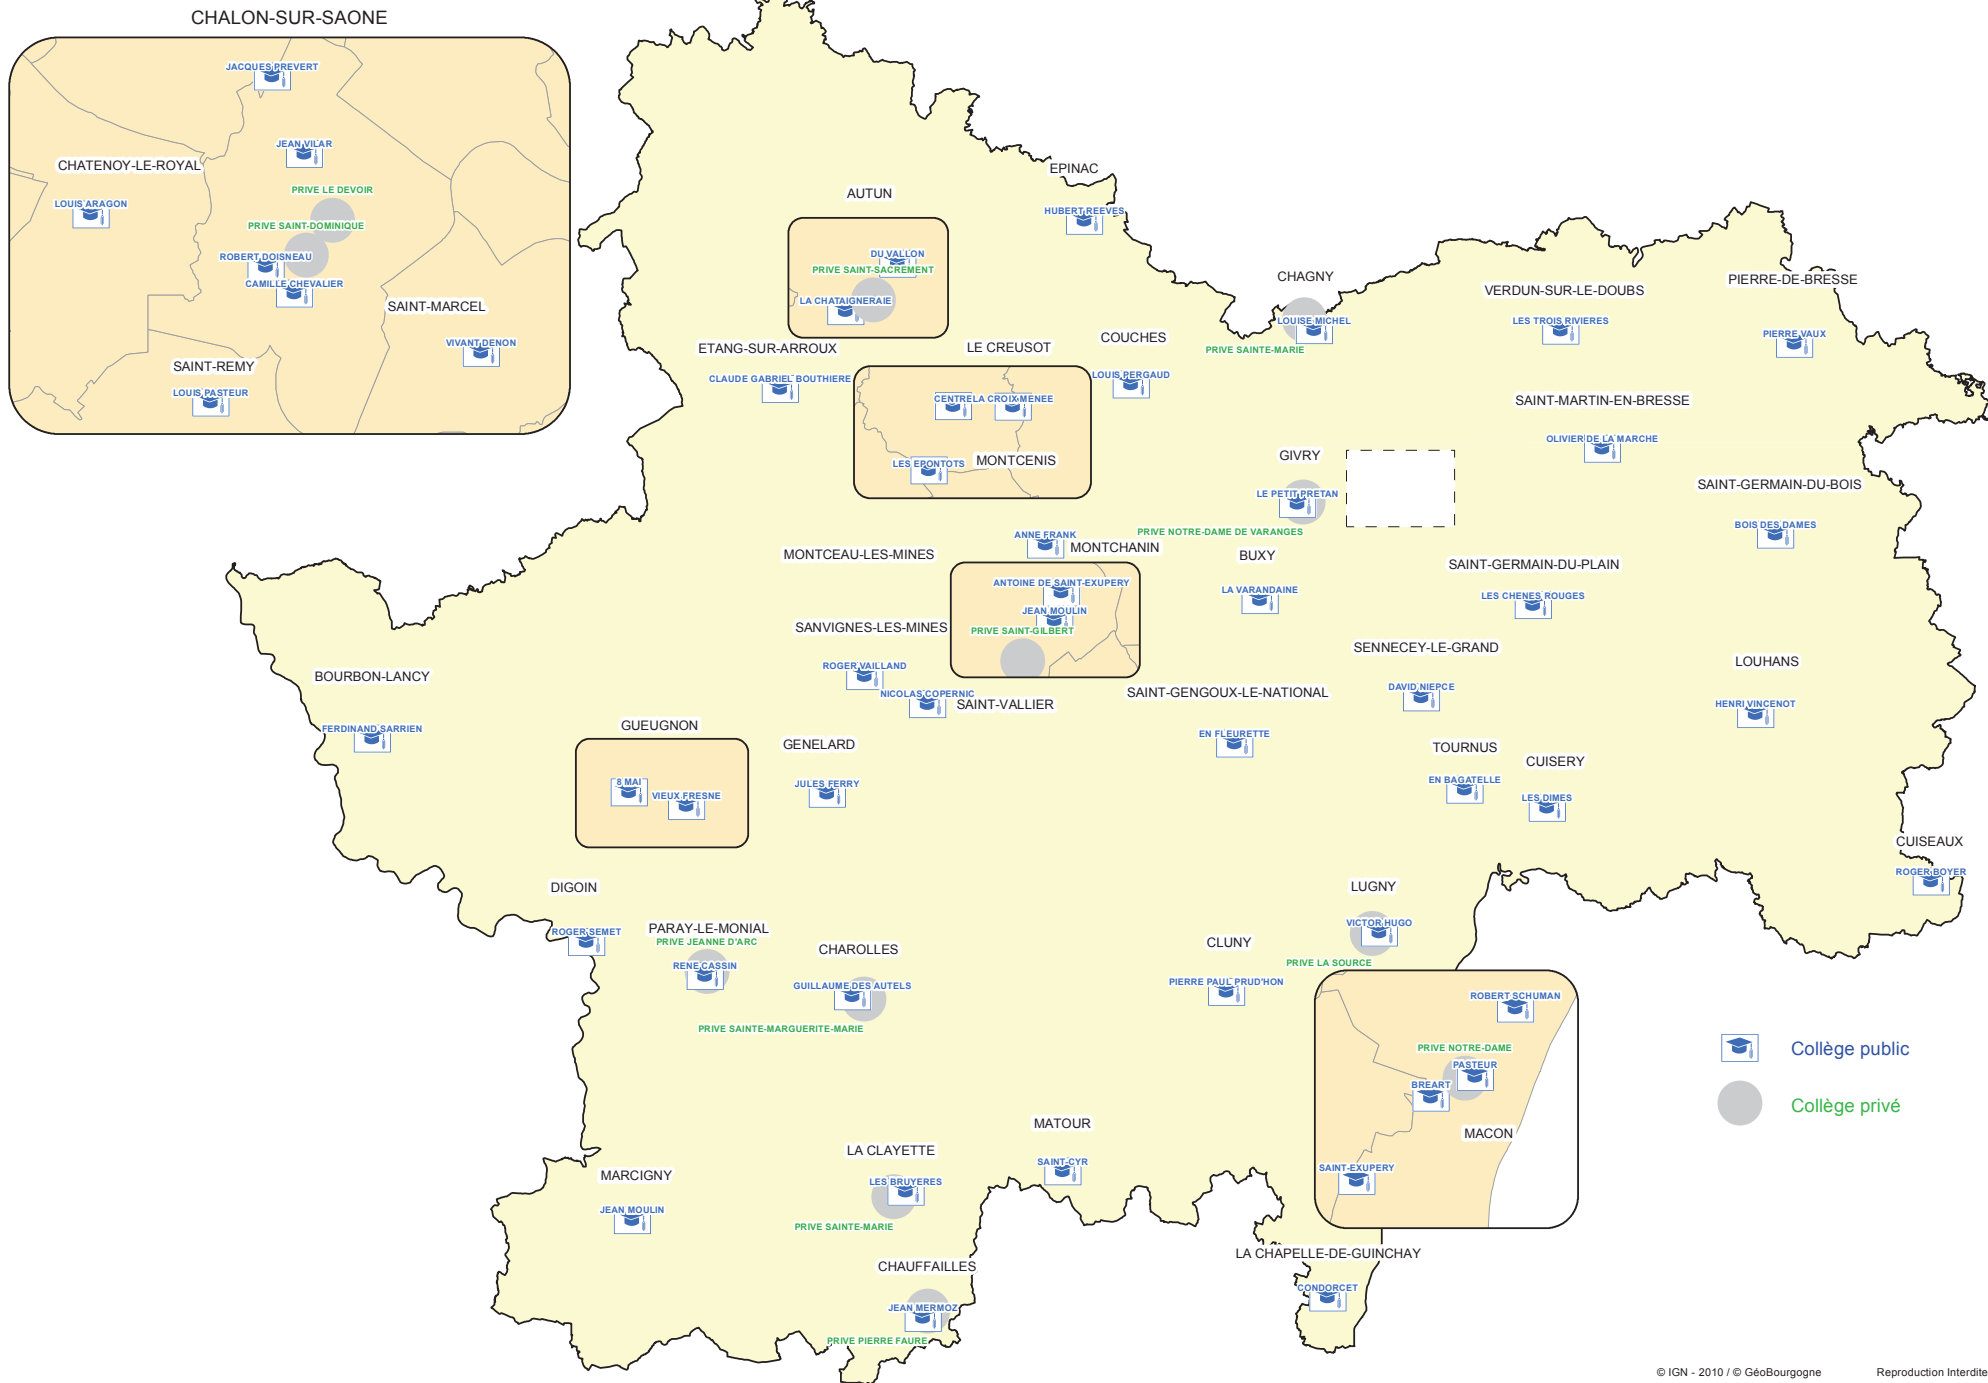 CHALON-SUR-SAONE
JACQUES PREVERT
JEAN VILAR
CHATENOY-LE-ROYAL
LOUIS ARAGON
PRIVE LE DEVOIR
PRIVE SAINT-DOMINIQUE
ROBERT DOISNEAU
CAMILLE CHEVALIER
SAINT-MARCEL
VIVANT DENON
SAINT-REMY
LOUIS PASTEUR
EPINAC
HUBERT REEVES
AUTUN
DU VALLON
PRIVE SAINT-SACREMENT
LA CHATAIGNERAIE
CHAGNY
LOUISE MICHEL
PRIVE SAINTE-MARIE
VERDUN-SUR-LE-DOUBS
LES TROIS RIVIERES
PIERRE-DE-BRESSE
PIERRE VAUX
ETANG-SUR-ARROUX
CLAUDE GABRIEL BOUTHIERE
LE CREUSOT
CENTRE
LA CROIX MENEE
LES EPONTOTS
MONTCENIS
COUCHES
LOUIS PERGAUD
SAINT-MARTIN-EN-BRESSE
OLIVIER DE LA MARCHE
GIVRY
LE PETIT PRETAN
PRIVE NOTRE-DAME DE VARANGES
SAINT-GERMAIN-DU-BOIS
BOIS DES DAMES
MONTCEAU-LES-MINES
ANNE FRANK
MONTCHANIN
ANTOINE DE SAINT-EXUPERY
JEAN MOULIN
PRIVE SAINT-GILBERT
BUXY
LA VARANDAINE
SAINT-GERMAIN-DU-PLAIN
LES CHENES ROUGES
SANVIGNES-LES-MINES
ROGER VAILLAND
NICOLAS COPERNIC
SAINT-VALLIER
SENNECEY-LE-GRAND
DAVID NIEPCE
LOUHANS
HENRI VINCENOT
BOURBON-LANCY
FERDINAND SARRIEN
SAINT-GENGOUX-LE-NATIONAL
EN FLEURETTE
GUEUGNON
8 MAI
VIEUX FRESNE
GENELARD
JULES FERRY
TOURNUS
EN BAGATELLE
CUISERY
LES DIMES
CUISEAUX
ROGER BOYER
DIGOIN
ROGER SEMET
PARAY-LE-MONIAL
PRIVE JEANNE D'ARC
RENE CASSIN
CHAROLLES
GUILLAUME DES AUTELS
PRIVE SAINTE-MARGUERITE-MARIE
LUGNY
VICTOR HUGO
PRIVE LA SOURCE
CLUNY
PIERRE PAUL PRUD'HON
ROBERT SCHUMAN
PRIVE NOTRE-DAME
PASTEUR
BREART
MACON
SAINT-EXUPERY
Collège public
Collège privé
MATOUR
SAINT-CYR
LA CLAYETTE
LES BRUYERES
PRIVE SAINTE-MARIE
MARCIGNY
JEAN MOULIN
CHAUFFAILLES
JEAN MERMOZ
PRIVE PIERRE FAURE
LA CHAPELLE-DE-GUINCHAY
CONDORCET
© IGN - 2010 / © GéoBourgogne
Reproduction Interdite